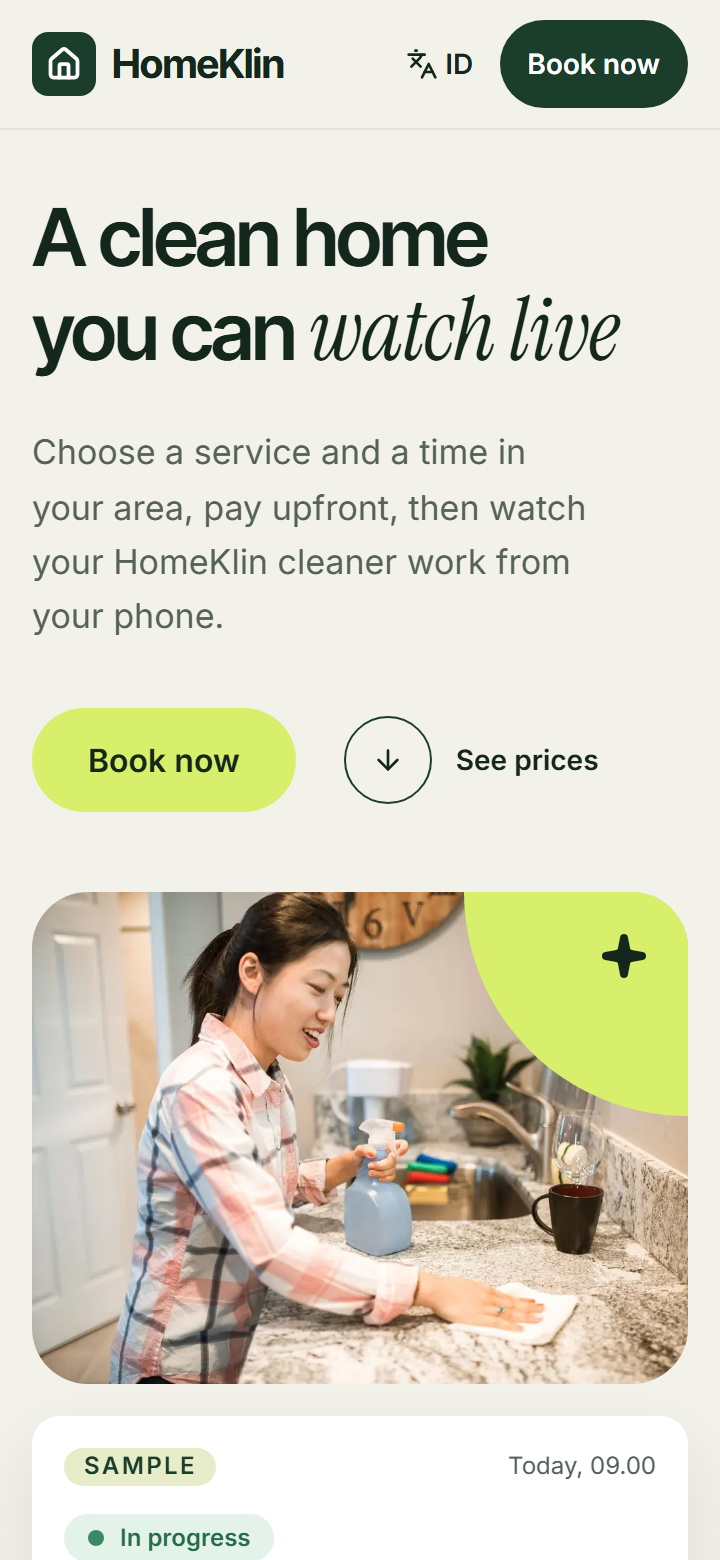 HomeKlin
ID
Book now
A clean home
you can watch live
Choose a service and a time in
your area, pay upfront, then watch
your HomeKlin cleaner work from
your phone.
Book now
See prices
6 V
SAMPLE
Today, 09.00
In progress